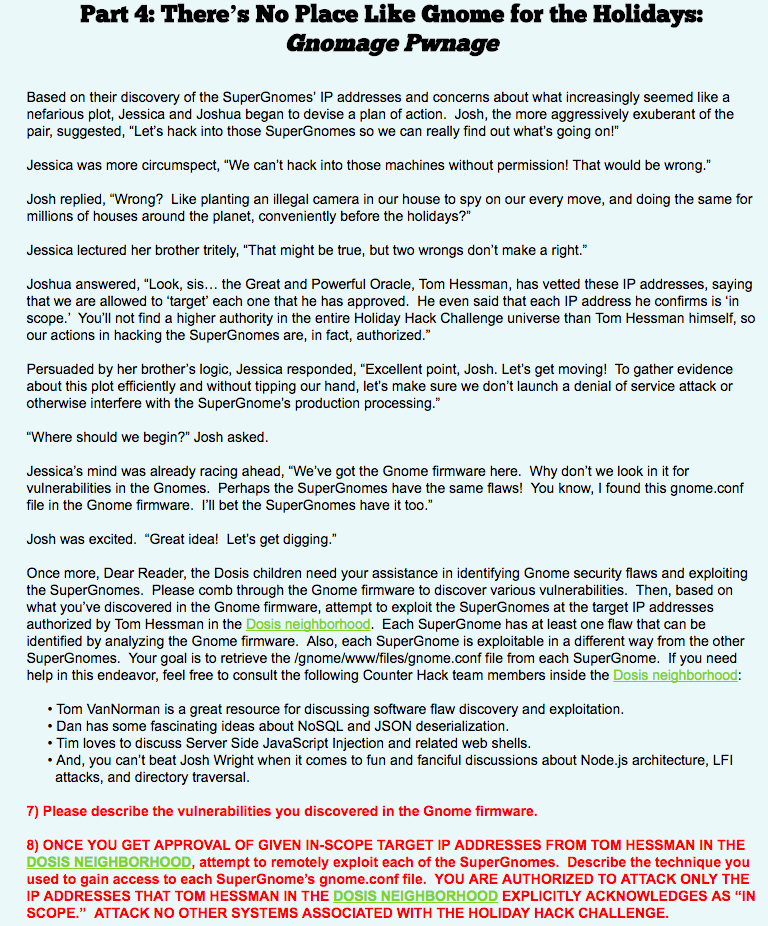 Part 4: There’s No Place Like Gnome for the Holidays:
Gnomage Pwnage
Based on their discovery of the SuperGnomes’ IP addresses and concerns about what increasingly seemed like a
nefarious plot, Jessica and Joshua began to devise a plan of action. Josh, the more aggressively exuberant of the
pair, suggested, “Let’s hack into those SuperGnomes so we can really find out what’s going on!”
Jessica was more circumspect, “We can’t hack into those machines without permission! That would be wrong.”
Josh replied, “Wrong? Like planting an illegal camera in our house to spy on our every move, and doing the same for
millions of houses around the planet, conveniently before the holidays?”
Jessica lectured her brother tritely, “That might be true, but two wrongs don’t make a right.”
Joshua answered, “Look, sis… the Great and Powerful Oracle, Tom Hessman, has vetted these IP addresses, saying
that we are allowed to ‘target’ each one that he has approved. He even said that each IP address he confirms is ‘in
scope.’ You’ll not find a higher authority in the entire Holiday Hack Challenge universe than Tom Hessman himself, so
our actions in hacking the SuperGnomes are, in fact, authorized.”
Persuaded by her brother’s logic, Jessica responded, “Excellent point, Josh. Let’s get moving! To gather evidence
about this plot efficiently and without tipping our hand, let’s make sure we don’t launch a denial of service attack or
otherwise interfere with the SuperGnome’s production processing.”
“Where should we begin?” Josh asked.
Jessica’s mind was already racing ahead, “We’ve got the Gnome firmware here. Why don’t we look in it for
vulnerabilities in the Gnomes. Perhaps the SuperGnomes have the same flaws! You know, I found this gnome.conf
file in the Gnome firmware. I’ll bet the SuperGnomes have it too.”
Josh was excited. “Great idea! Let’s get digging.”
Once more, Dear Reader, the Dosis children need your assistance in identifying Gnome security flaws and exploiting
the SuperGnomes. Please comb through the Gnome firmware to discover various vulnerabilities. Then, based on
what you’ve discovered in the Gnome firmware, attempt to exploit the SuperGnomes at the target IP addresses
authorized by Tom Hessman in the Dosis neighborhood. Each SuperGnome has at least one flaw that can be
identified by analyzing the Gnome firmware. Also, each SuperGnome is exploitable in a different way from the other
SuperGnomes. Your goal is to retrieve the /gnome/www/files/gnome.conf file from each SuperGnome. If you need
help in this endeavor, feel free to consult the following Counter Hack team members inside the Dosis neighborhood:
• Tom VanNorman is a great resource for discussing software flaw discovery and exploitation.
• Dan has some fascinating ideas about NoSQL and JSON deserialization.
• Tim loves to discuss Server Side JavaScript Injection and related web shells.
• And, you can’t beat Josh Wright when it comes to fun and fanciful discussions about Node.js architecture, LFI
attacks, and directory traversal.
7) Please describe the vulnerabilities you discovered in the Gnome firmware.
8) ONCE YOU GET APPROVAL OF GIVEN IN-SCOPE TARGET IP ADDRESSES FROM TOM HESSMAN IN THE
DOSIS NEIGHBORHOOD, attempt to remotely exploit each of the SuperGnomes. Describe the technique you
used to gain access to each SuperGnome’s gnome.conf file. YOU ARE AUTHORIZED TO ATTACK ONLY THE
IP ADDRESSES THAT TOM HESSMAN IN THE DOSIS NEIGHBORHOOD EXPLICITLY ACKNOWLEDGES AS “IN
SCOPE.” ATTACK NO OTHER SYSTEMS ASSOCIATED WITH THE HOLIDAY HACK CHALLENGE.